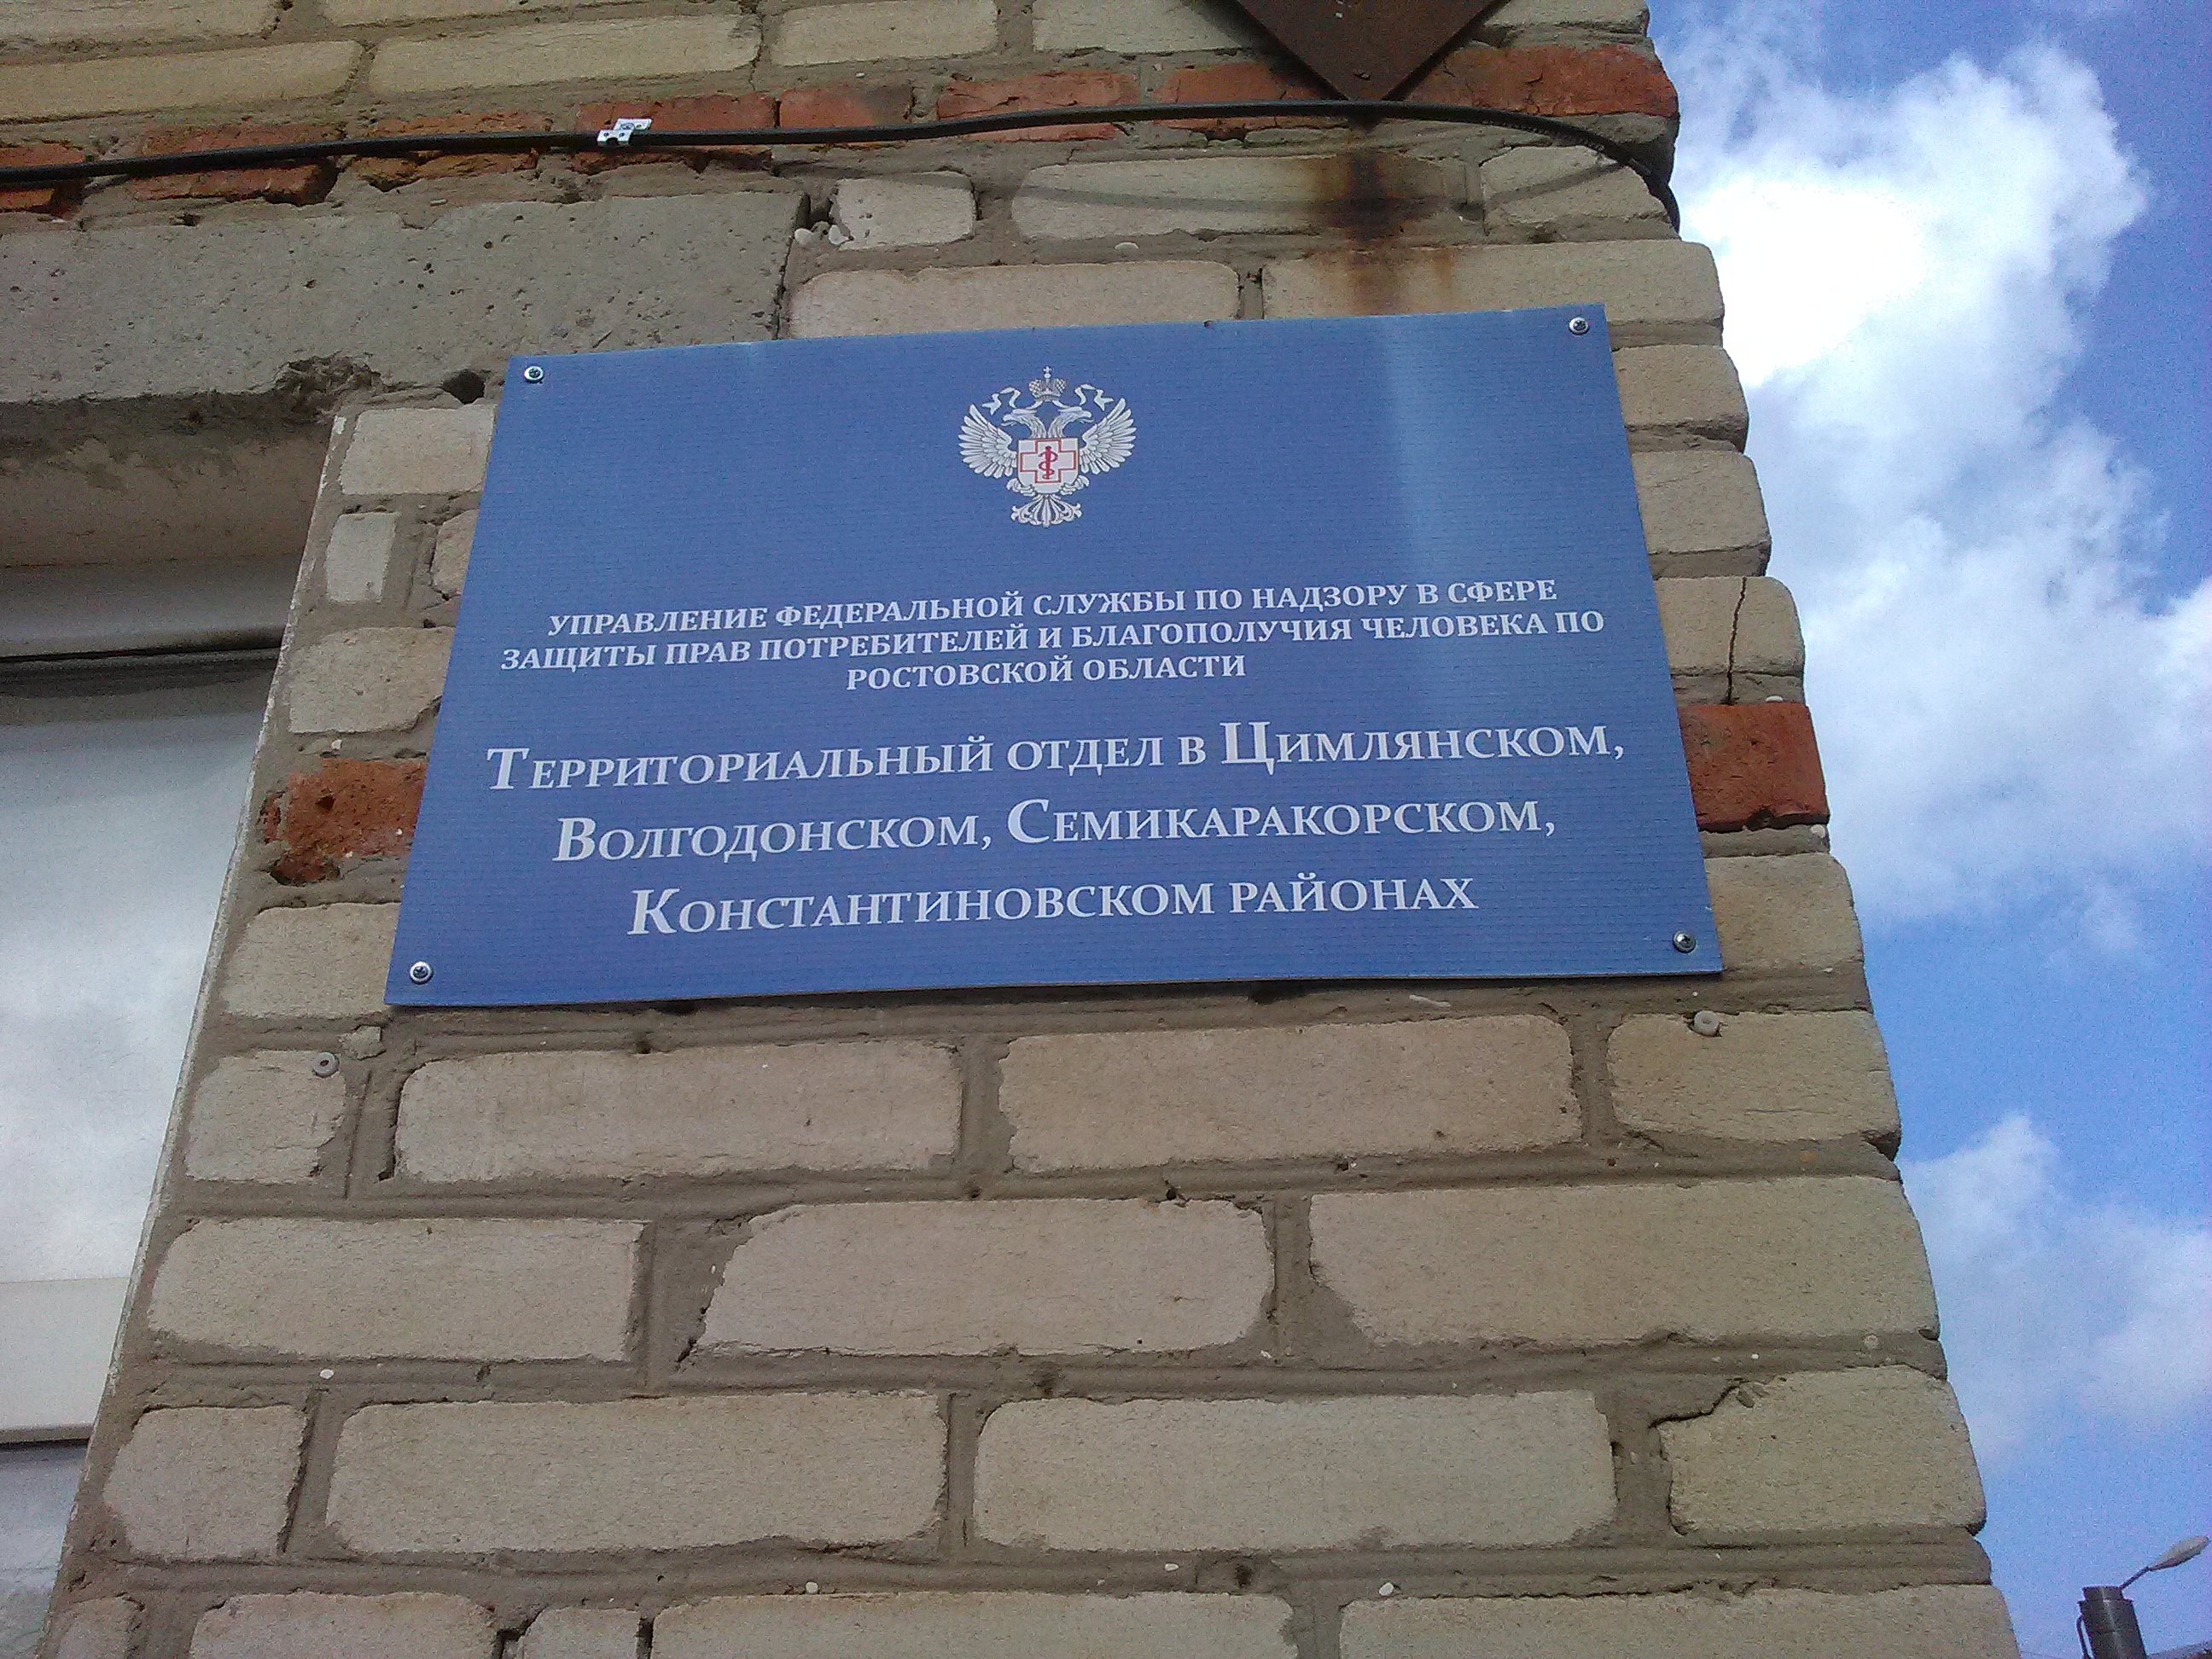 УПРАВЛЕНИЕ ФЕДЕРАЛЬНОЙ СЛУЖБЫ ПО НАДЗОРУ В СФЕРЕ
ЗАЩИТЫ ПРАВ ПОТРЕБИТЕЛЕЙ И БЛАГОПОЛУЧИЯ ЧЕЛОВЕКА ПО
РОСТОВСКОЙ ОБЛАСТИ
ТЕРРИТОРИАЛЬНЫЙ ОТДЕЛ В ЦИМЛЯНСКОМ,
ВОЛГОДОНСКОМ, СЕМИКАРАКОРСКОМ,
КОНСТАНТИНОВСКОМ РАЙОНАХ